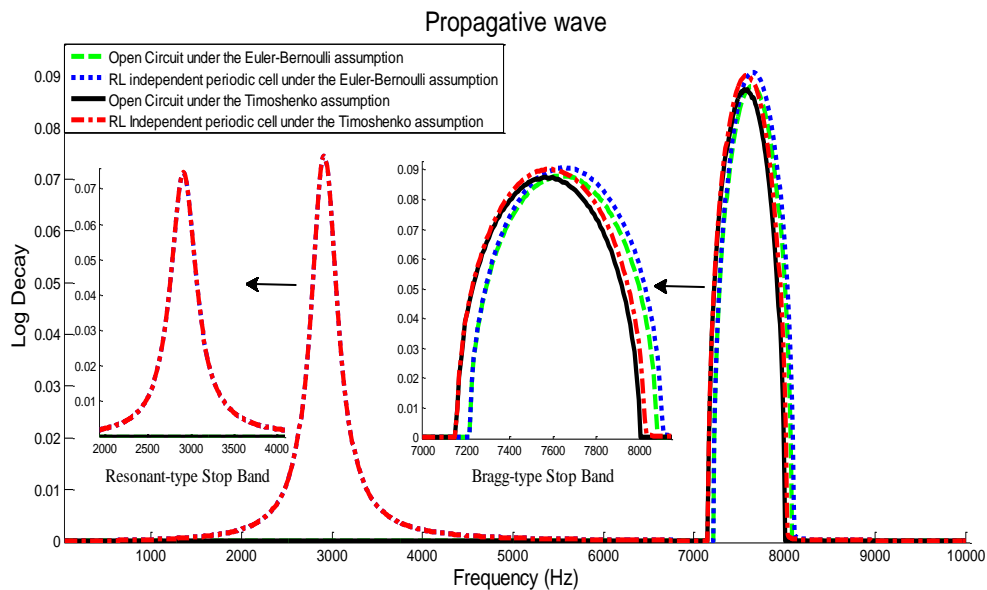 Propagative wave
Open Circuit under the Euler-Bernoulli assumption
RL independent periodic cell under the Euler-Bernoulli assumption
Open Circuit under the Timoshenko assumption
RL Independent periodic cell under the Timoshenko assumption
Log Decay
0.09
0.08
0.07
0.06
0.05
0.04
0.03
0.02
0.01
0
0.07
0.06
0.05
0.04
0.03
0.02
0.01
2000 2500 3000 3500 4000
Resonant-type Stop Band
0.09
0.08
0.07
0.06
0.05
0.04
0.03
0.02
0.01
0
7000 7200 7400 7600 7800 8000
Bragg-type Stop Band
1000 2000 3000 4000 5000 6000 7000 8000 9000 10000
Frequency (Hz)